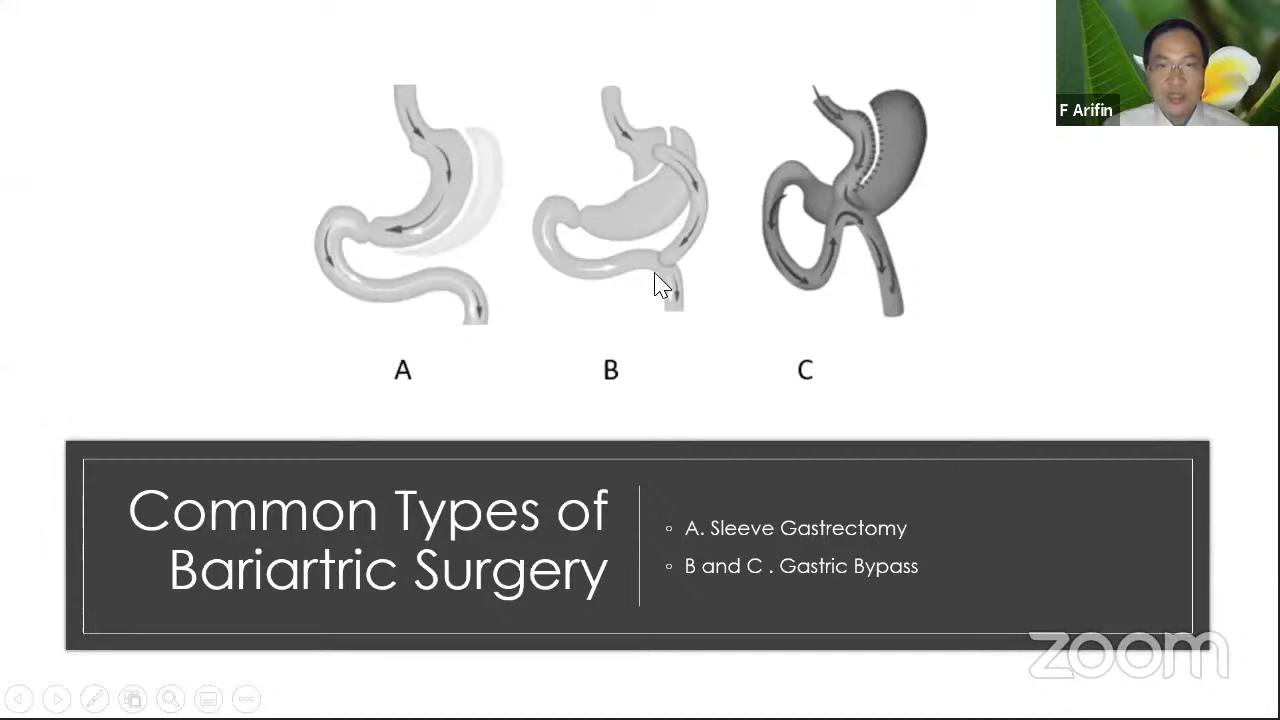 F Arifin
A
B
C
Common Types of
Bariartric Surgery
A. Sleeve Gastrectomy
B and C . Gastric Bypass
zoom